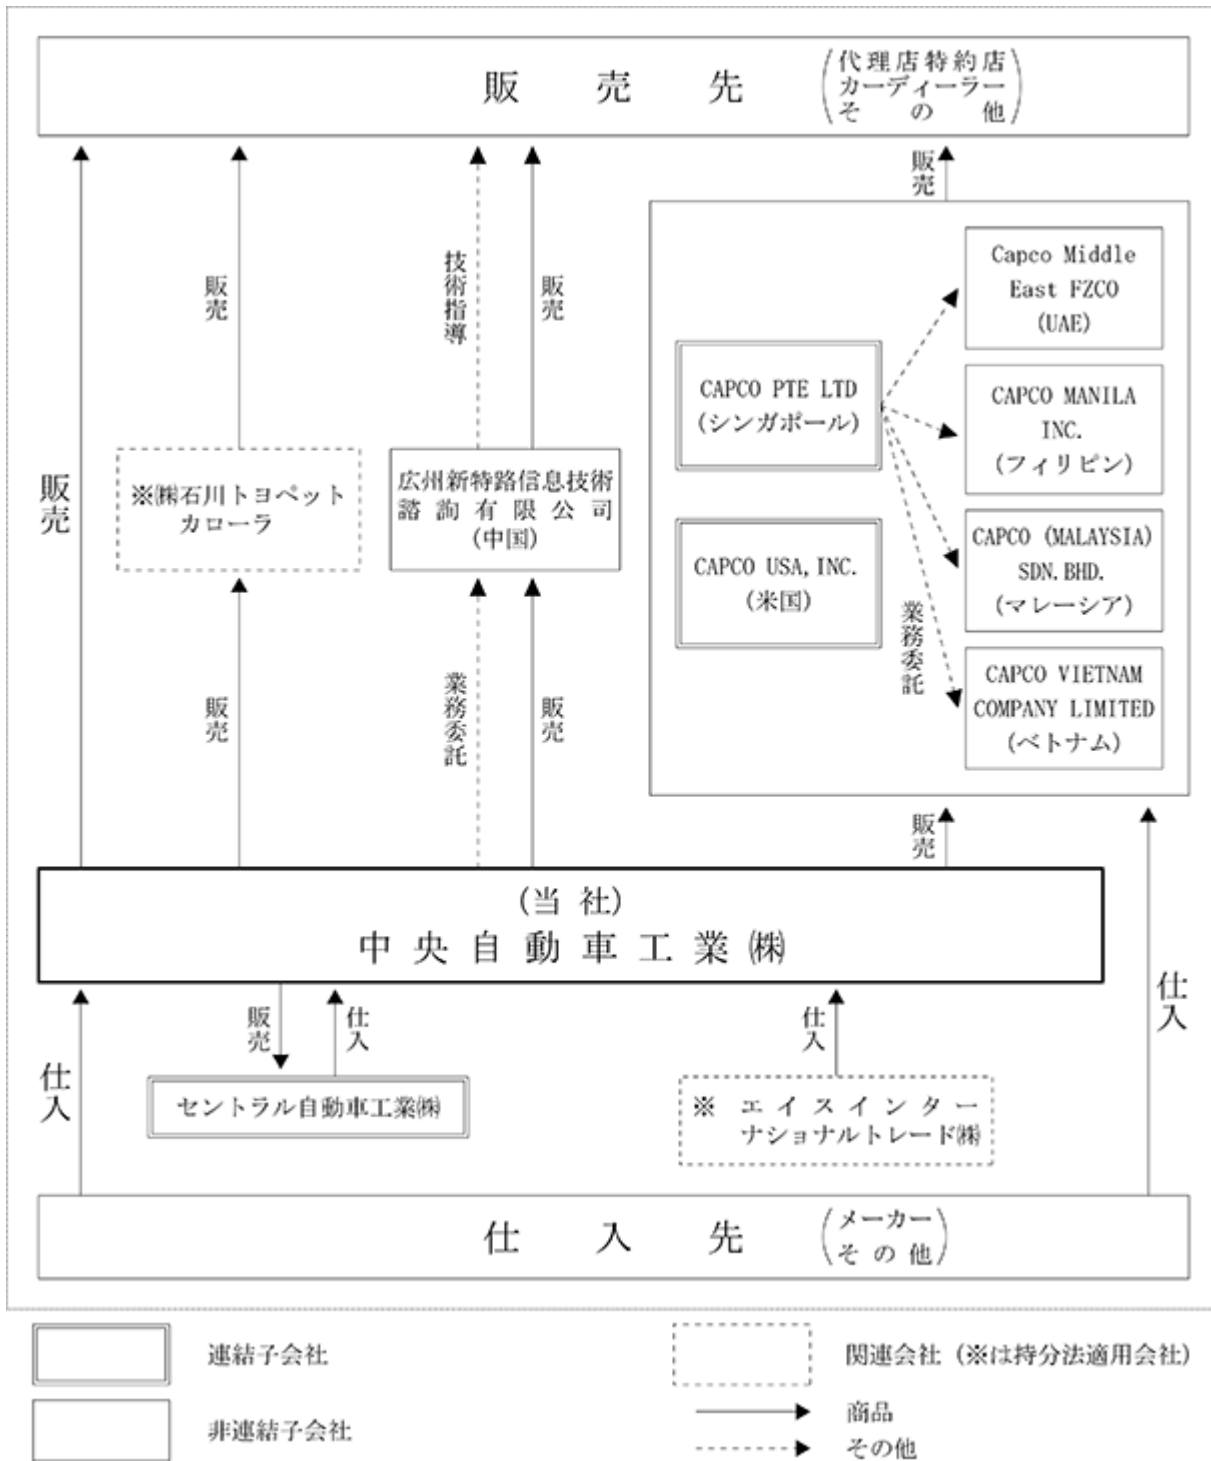 販売先
(代理店特約店
カーディーラー
その他)
販売
販売
技術指導
販売
販売
Capco Middle
East FZCO
(UAE)
CAPCO PTE LTD
(シンガポール)
CAPCO MANILA
INC.
(フィリピン)
販売
※㈱石川トヨペット
カローラ
広州新特路信息技術
諮詢有限公司
(中国)
CAPCO USA, INC.
(米国)
CAPCO (MALAYSIA)
SDN. BHD.
(マレーシア)
業務委託
CAPCO VIETNAM
COMPANY LIMITED
(ベトナム)
販売
業務委託
販売
販売
(当社)
中央自動車工業㈱
仕入
販売
仕入
仕入
仕入
セントラル自動車工業㈱
※ エイスインター
ナショナルトレード㈱
仕入先
(メーカー
その他)
連結子会社
関連会社 (※は持分法適用会社)
商品
非連結子会社
その他